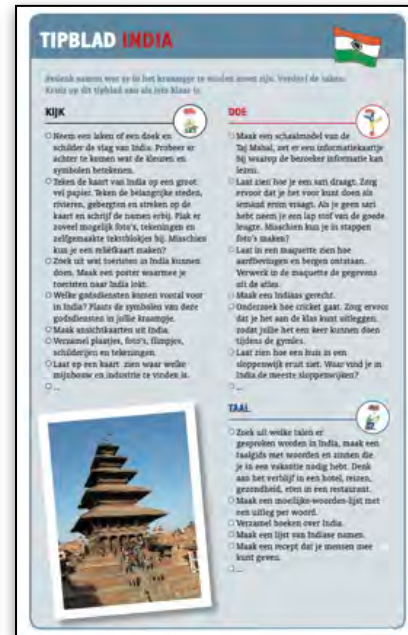 TIPBLAD INDIA
Bedenk samen wat er in het kraampje te vinden moet zijn. Verdeel de taken.
Kruis op dit tipblad aan als iets klaar is.
KIJK
Neem een laken of een doek en
schilder de vlag van India. Probeer er
achter te komen wat de kleuren en
symbolen betekenen.
Teken de kaart van India op een groot
vel papier. Teken de belangrijke steden,
rivieren, gebergten en streken op de
kaart en schrijf de namen erbij. Plak er
zoveel mogelijk foto's, tekeningen en
zelfgemaakte tekstblokjes bij. Misschien
kun je een reliëfkaart maken?
Zoek uit wat toeristen in India kunnen
doen. Maak een poster waarmee je
toeristen naar India lokt.
Welke godsdiensten komen vooral voor
in India? Plaats de symbolen van deze
godsdiensten in jullie kraampje.
Maak ansichtkaarten uit India.
Verzamel plaatjes, foto's, filmpjes,
schilderijen en tekeningen.
Laat op een kaart zien waar welke
mijnbouw en industrie te vinden is.
...
DOE
Maak een schaalmodel van de
Taj Mahal, zet er een informatiekaartje
bij waarop de bezoeker informatie kan
lezen.
Laat zien hoe je een sari draagt. Zorg
ervoor dat je het voor kunt doen als
iemand erom vraagt. Als je geen sari
hebt neem je een lap stof van de goede
lengte. Misschien kun je in stappen
foto's maken?
Laat in een maquette zien hoe
aardbevingen en bergen ontstaan.
Verwerk in de maquette de gegevens
uit de atlas.
Maak een Indiaas gerecht.
Onderzoek hoe cricket gaat. Zorg ervoor
dat je het aan de klas kunt uitleggen,
zodat jullie het een keer kunnen doen
tijdens de gymles.
Laat zien hoe een huis in een
sloppenwijk eruit ziet. Waar vind je in
India de meeste sloppenwijken?
...
TAAL
Zoek uit welke talen er
gesproken worden in India, maak een
taalgids met woorden en zinnen die
je in een vakantie nodig hebt. Denk
aan het verblijf in een hotel, reizen,
gezondheid, eten in een restaurant.
Maak een moeilijke-woorden-lijst met
een uitleg per woord.
Verzamel boeken over India.
Maak een lijst van Indiase namen.
Maak een recept dat je mensen mee
kunt geven.
...